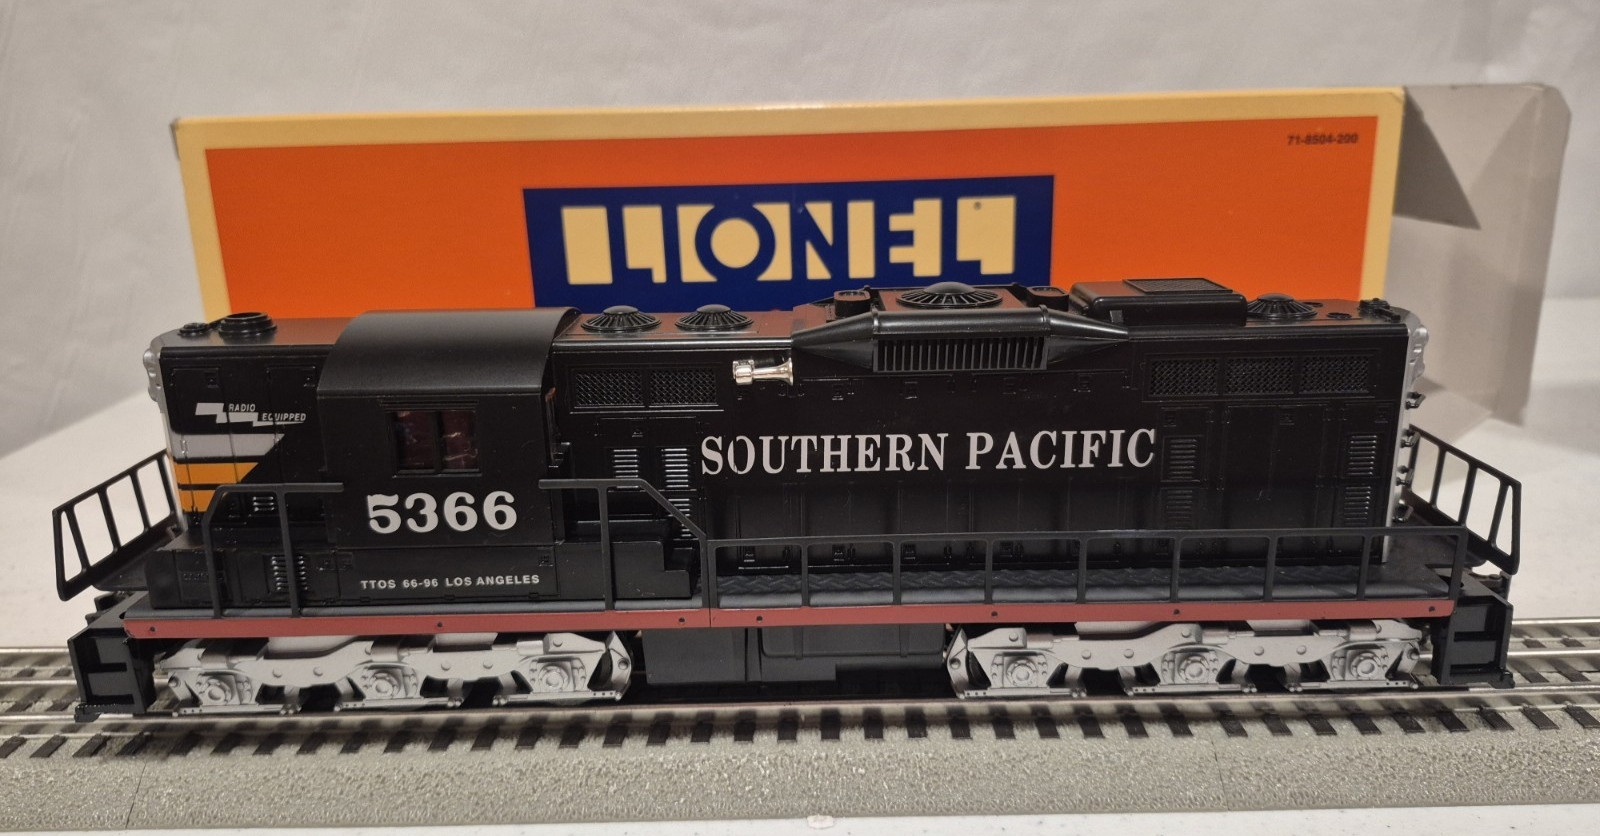 71-8504-200
LIONEL®
RADIO
EQUIPPED
SOUTHERN PACIFIC
5366
TTOS 66-96 LOS ANGELES